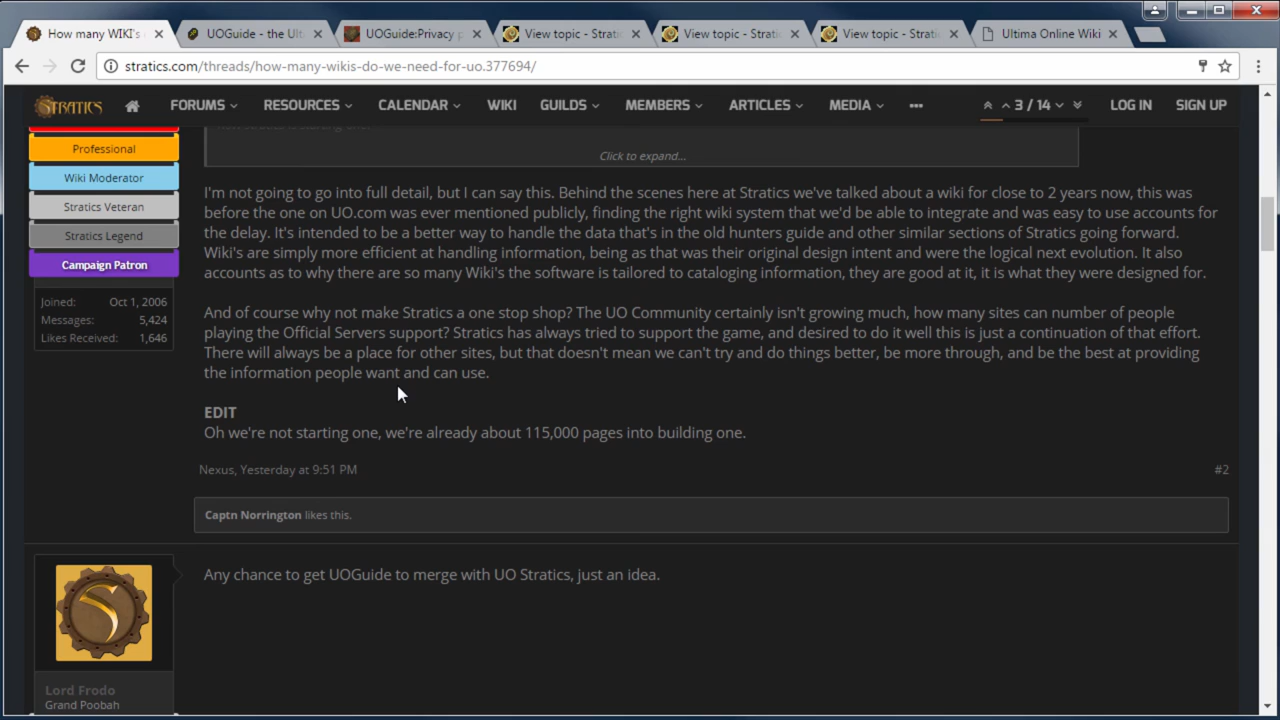 How many WIKI's
UOGuide - the Ult
UOGuide:Privacy p
View topic - Strati
View topic - Strati
View topic - Strati
Ultima Online Wiki
stratics.com/threads/how-many-wikis-do-we-need-for-uo.377694/
STRATICS
FORUMS
RESOURCES
CALENDAR
WIKI
GUILDS
MEMBERS
ARTICLES
MEDIA
3 / 14
LOG IN
SIGN UP
Click to expand...
Professional
Wiki Moderator
Stratics Veteran
Stratics Legend
Campaign Patron
Joined: Oct 1, 2006
Messages: 5,424
Likes Received: 1,646
I'm not going to go into full detail, but I can say this. Behind the scenes here at Stratics we've talked about a wiki for close to 2 years now, this was
before the one on UO.com was ever mentioned publicly, finding the right wiki system that we'd be able to integrate and was easy to use accounts for
the delay. It's intended to be a better way to handle the data that's in the old hunters guide and other similar sections of Stratics going forward.
Wiki's are simply more efficient at handling information, being as that was their original design intent and were the logical next evolution. It also
accounts as to why there are so many Wiki's the software is tailored to cataloging information, they are good at it, it is what they were designed for.
And of course why not make Stratics a one stop shop? The UO Community certainly isn't growing much, how many sites can number of people
playing the Official Servers support? Stratics has always tried to support the game, and desired to do it well this is just a continuation of that effort.
There will always be a place for other sites, but that doesn't mean we can't try and do things better, be more through, and be the best at providing
the information people want and can use.
EDIT
Oh we're not starting one, we're already about 115,000 pages into building one.
Nexus, Yesterday at 9:51 PM
#2
Captn Norrington likes this.
Any chance to get UOGuide to merge with UO Stratics, just an idea.
Lord Frodo
Grand Poobah